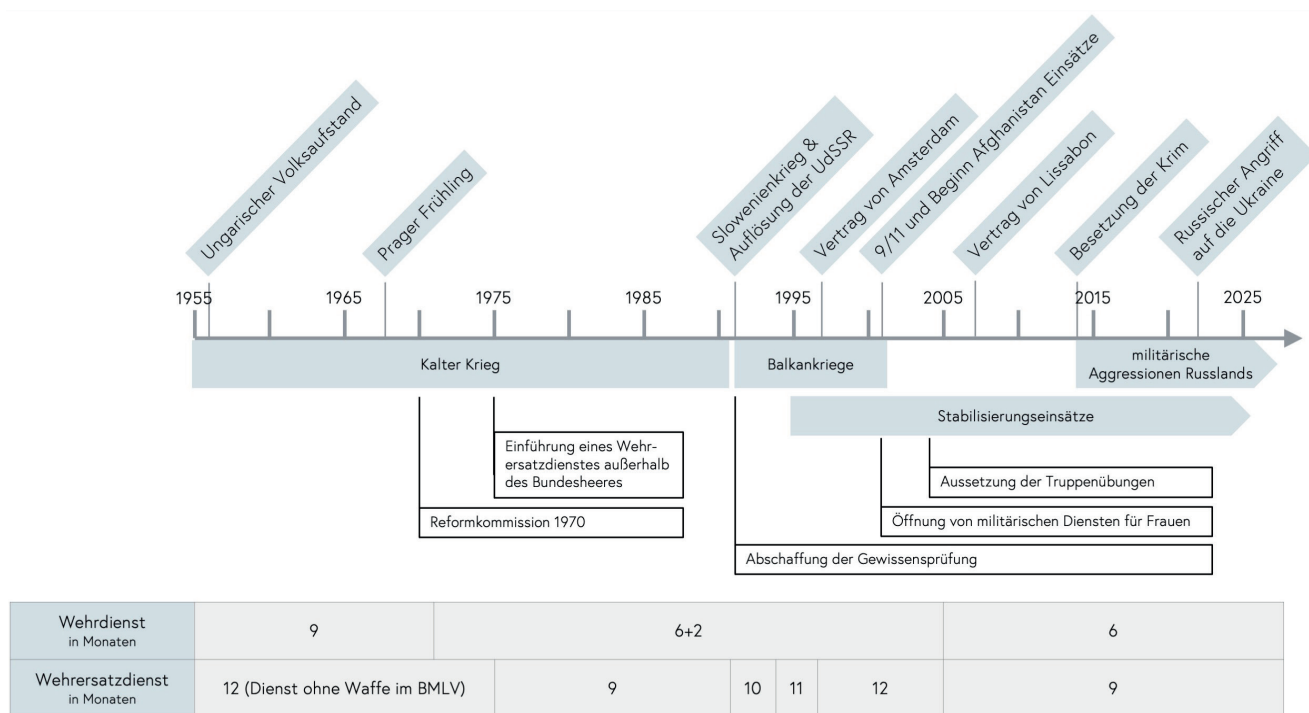 Ungarischer Volksaufstand
Prager Frühling
Slowenienkrieg &
Auflösung der UdSSR
Vertrag von Amsterdam
9/11 und Beginn Afghanistan Einsätze
Vertrag von Lissabon
Besetzung der Krim
Russischer Angriff
auf die Ukraine
1955
1965
1975
1985
1995
2005
2015
2025
Kalter Krieg
Balkankriege
militärische
Aggressionen Russlands
Stabilisierungseinsätze
Einführung eines Wehr-
ersatzdienstes außerhalb
des Bundesheeres
Reformkommission 1970
Aussetzung der Truppenübungen
Öffnung von militärischen Diensten für Frauen
Abschaffung der Gewissensprüfung
Wehrdienst
in Monaten
9
6+2
6
Wehrersatzdienst
in Monaten
12 (Dienst ohne Waffe im BMLV)
9
10
11
12
9